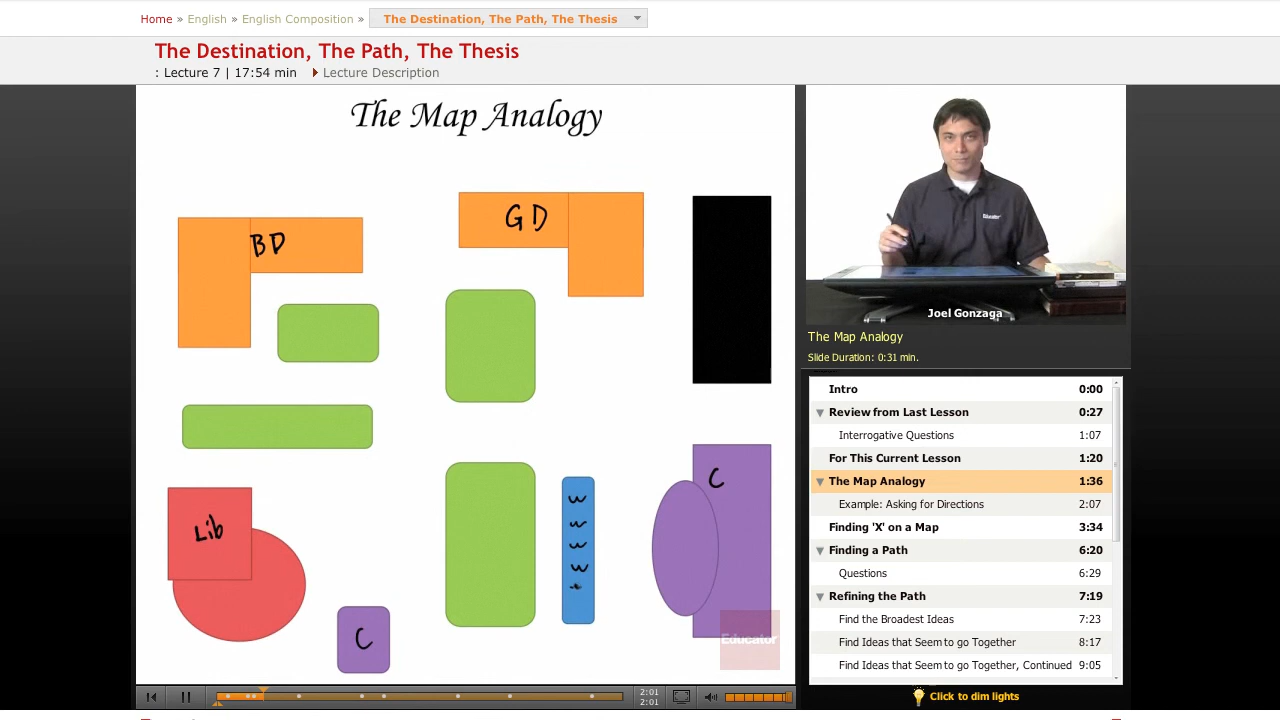 Home » English » English Composition » The Destination, The Path, The Thesis
The Destination, The Path, The Thesis
: Lecture 7 | 17:54 min Lecture Description
The Map Analogy
BD
GD
Lib
C
C
w
w
w
w
Educator
Educator
Joel Gonzaga
The Map Analogy
Slide Duration: 0:31 min.
Intro 0:00
Review from Last Lesson 0:27
Interrogative Questions 1:07
For This Current Lesson 1:20
The Map Analogy 1:36
Example: Asking for Directions 2:07
Finding 'X' on a Map 3:34
Finding a Path 6:20
Questions 6:29
Refining the Path 7:19
Find the Broadest Ideas 7:23
Find Ideas that Seem to go Together 8:17
Find Ideas that Seem to go Together, Continued 9:05
2:01
2:01
Click to dim lights